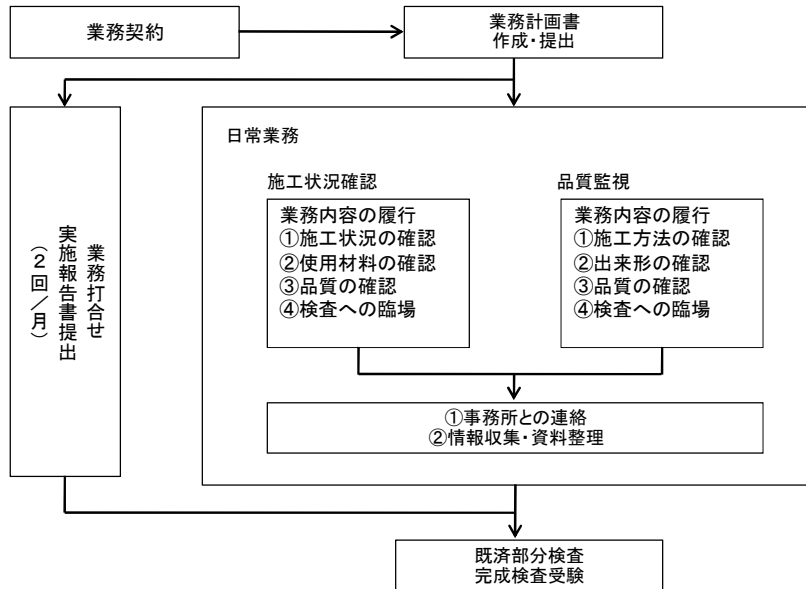 業務契約
業務計画書
作成・提出
業務打合せ
実施報告書提出
（２回／月）
日常業務
施工状況確認
業務内容の履行
①施工状況の確認
②使用材料の確認
③品質の確認
④検査への臨場
品質監視
業務内容の履行
①施工方法の確認
②出来形の確認
③品質の確認
④検査への臨場
①事務所との連絡
②情報収集・資料整理
既済部分検査
完成検査受験